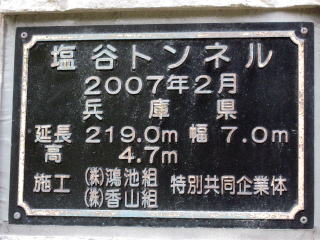 塩谷トンネル
2007年2月
兵庫県
延長 219.0m 幅 7.0m
高 4.7m
施工 ㈱鴻池組 特別共同企業体
㈱香山組